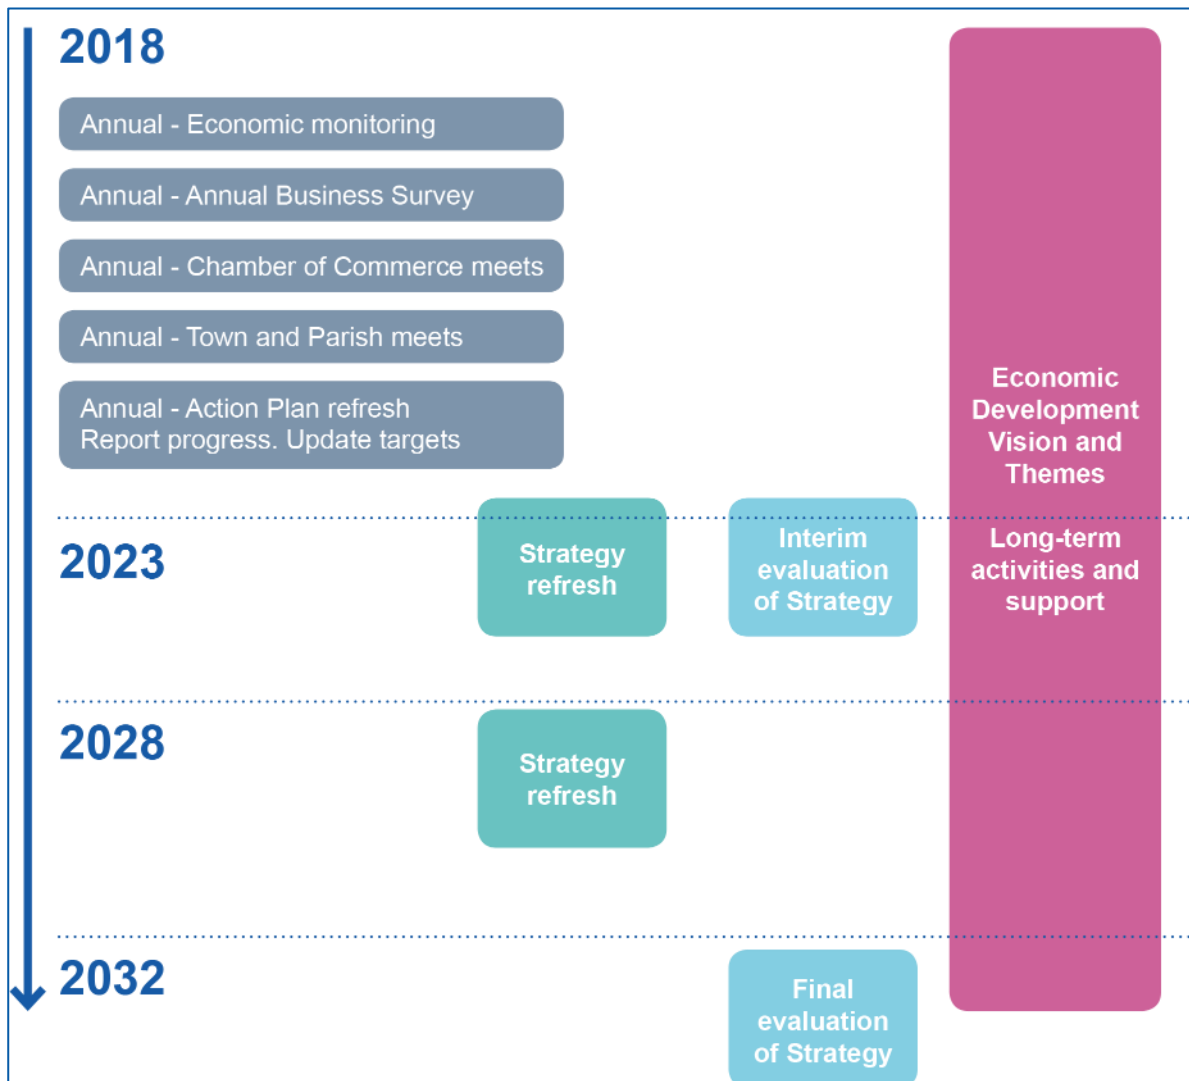 2018
Annual - Economic monitoring
Annual - Annual Business Survey
Annual - Chamber of Commerce meets
Annual - Town and Parish meets
Annual - Action Plan refresh
Report progress. Update targets
Economic
Development
Vision and
Themes
Long-term
activities and
support
2023
Strategy
refresh
Interim
evaluation
of Strategy
2028
Strategy
refresh
2032
Final
evaluation
of Strategy